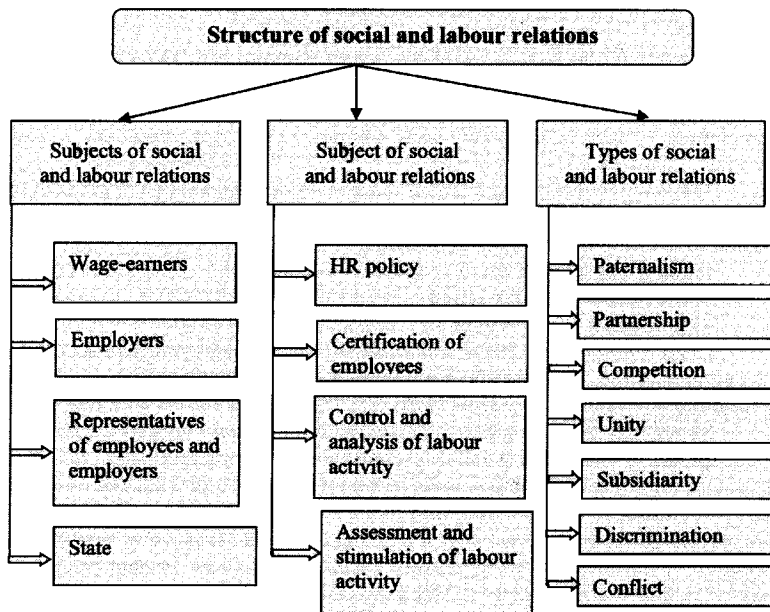 Structure of social and labour relations
Subjects of social
and labour relations
Wage-earners
Employers
Representatives
of employees and
employers
State
Subject of social
and labour relations
HR policy
Certification of
employees
Control and
analysis of labour
activity
Assessment and
stimulation of labour
activity
Types of social
and labour relations
Paternalism
Partnership
Competition
Unity
Subsidiarity
Discrimination
Conflict